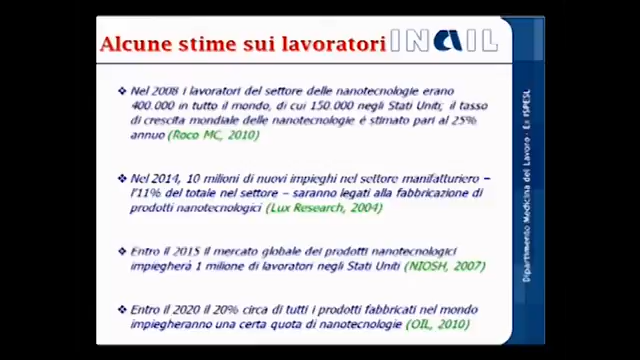 Alcune stime sui lavoratori INAIL
❖ Nel 2008 i lavoratori del settore delle nanotecnologie erano
400.000 in tutto il mondo, di cui 150.000 negli Stati Uniti; il tasso
di crescita mondiale delle nanotecnologie è stimato pari al 25%
annuo (Roco MC, 2010)
❖ Nel 2014, 10 milioni di nuovi impieghi nel settore manifatturiero –
l'11% del totale nel settore – saranno legati alla fabbricazione di
prodotti nanotecnologici (Lux Research, 2004)
❖ Entro il 2015 il mercato globale dei prodotti nanotecnologici
impiegherà 1 milione di lavoratori negli Stati Uniti (NIOSH, 2007)
❖ Entro il 2020 il 20% circa di tutti i prodotti fabbricati nel mondo
impiegheranno una certa quota di nanotecnologie (OIL, 2010)
Dipartimento Medicina del Lavoro - Ex ISPESL